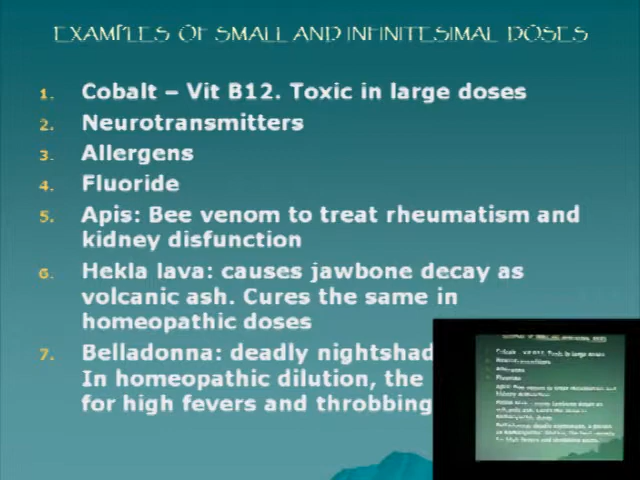 EXAMPLES OF SMALL AND INFINITESIMAL DOSES
1. Cobalt – Vit B12. Toxic in large doses
2. Neurotransmitters
3. Allergens
4. Fluoride
5. Apis: Bee venom to treat rheumatism and
kidney disfunction
6. Hekla lava: causes jawbone decay as
volcanic ash. Cures the same in
homeopathic doses
7. Belladonna: deadly nightshad
In homeopathic dilution, the
for high fevers and throbbing